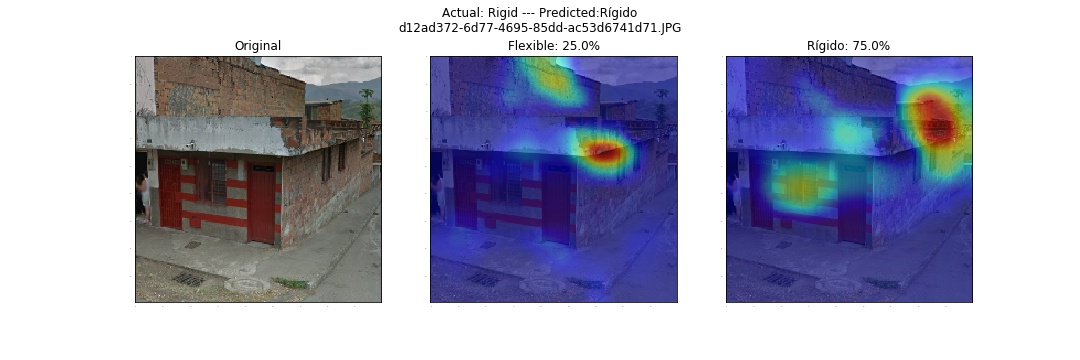 Actual: Rigid --- Predicted:Rígido
d12ad372-6d77-4695-85dd-ac53d6741d71.JPG
Original
Flexible: 25.0%
Rígido: 75.0%